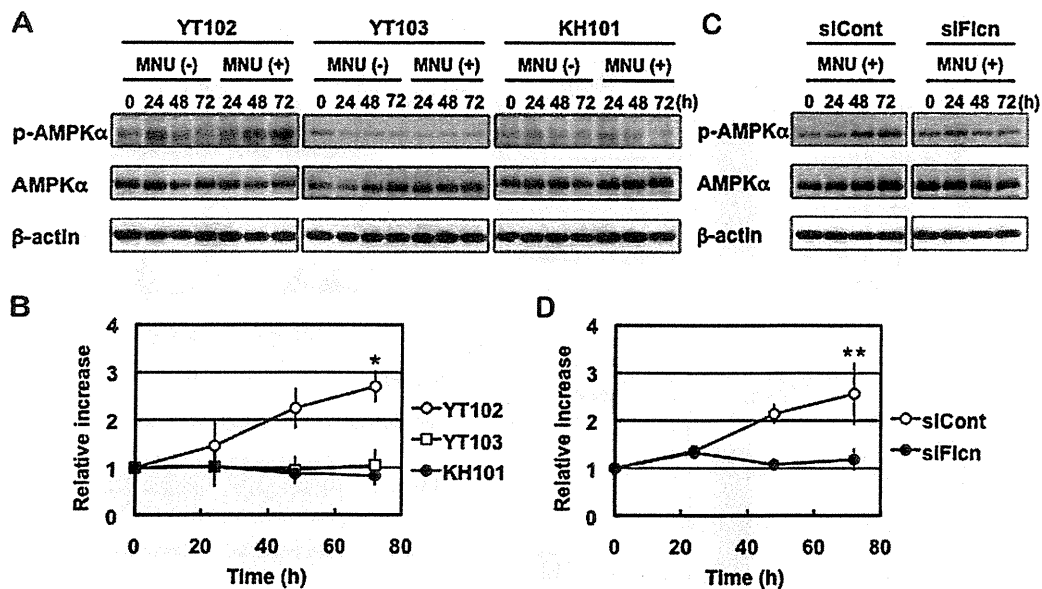 A
YT102 YT103 KH101
MNU (-) MNU (+) MNU (-) MNU (+) MNU (-) MNU (+)
0 24 48 72 24 48 72 0 24 48 72 24 48 72 0 24 48 72 24 48 72 (h)
p-AMPKα
AMPKα
β-actin
C
siCont siFlcn
MNU (+) MNU (+)
0 24 48 72 0 24 48 72 (h)
p-AMPKα
AMPKα
β-actin
B
Relative increase
4
3
2
1
0
*
0 20 40 60 80
Time (h)
YT102
YT103
KH101
D
Relative increase
4
3
2
1
0
**
0 20 40 60 80
Time (h)
siCont
siFlcn